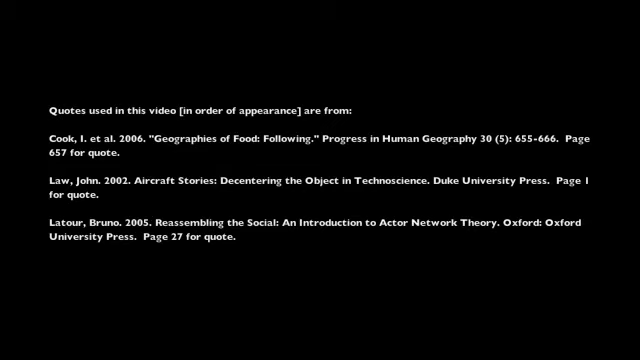 Quotes used in this video [in order of appearance] are from:
Cook, I. et al. 2006. "Geographies of Food: Following." Progress in Human Geography 30 (5): 655-666. Page
657 for quote.
Law, John. 2002. Aircraft Stories: Decentering the Object in Technoscience. Duke University Press. Page 1
for quote.
Latour, Bruno. 2005. Reassembling the Social: An Introduction to Actor Network Theory. Oxford: Oxford
University Press. Page 27 for quote.